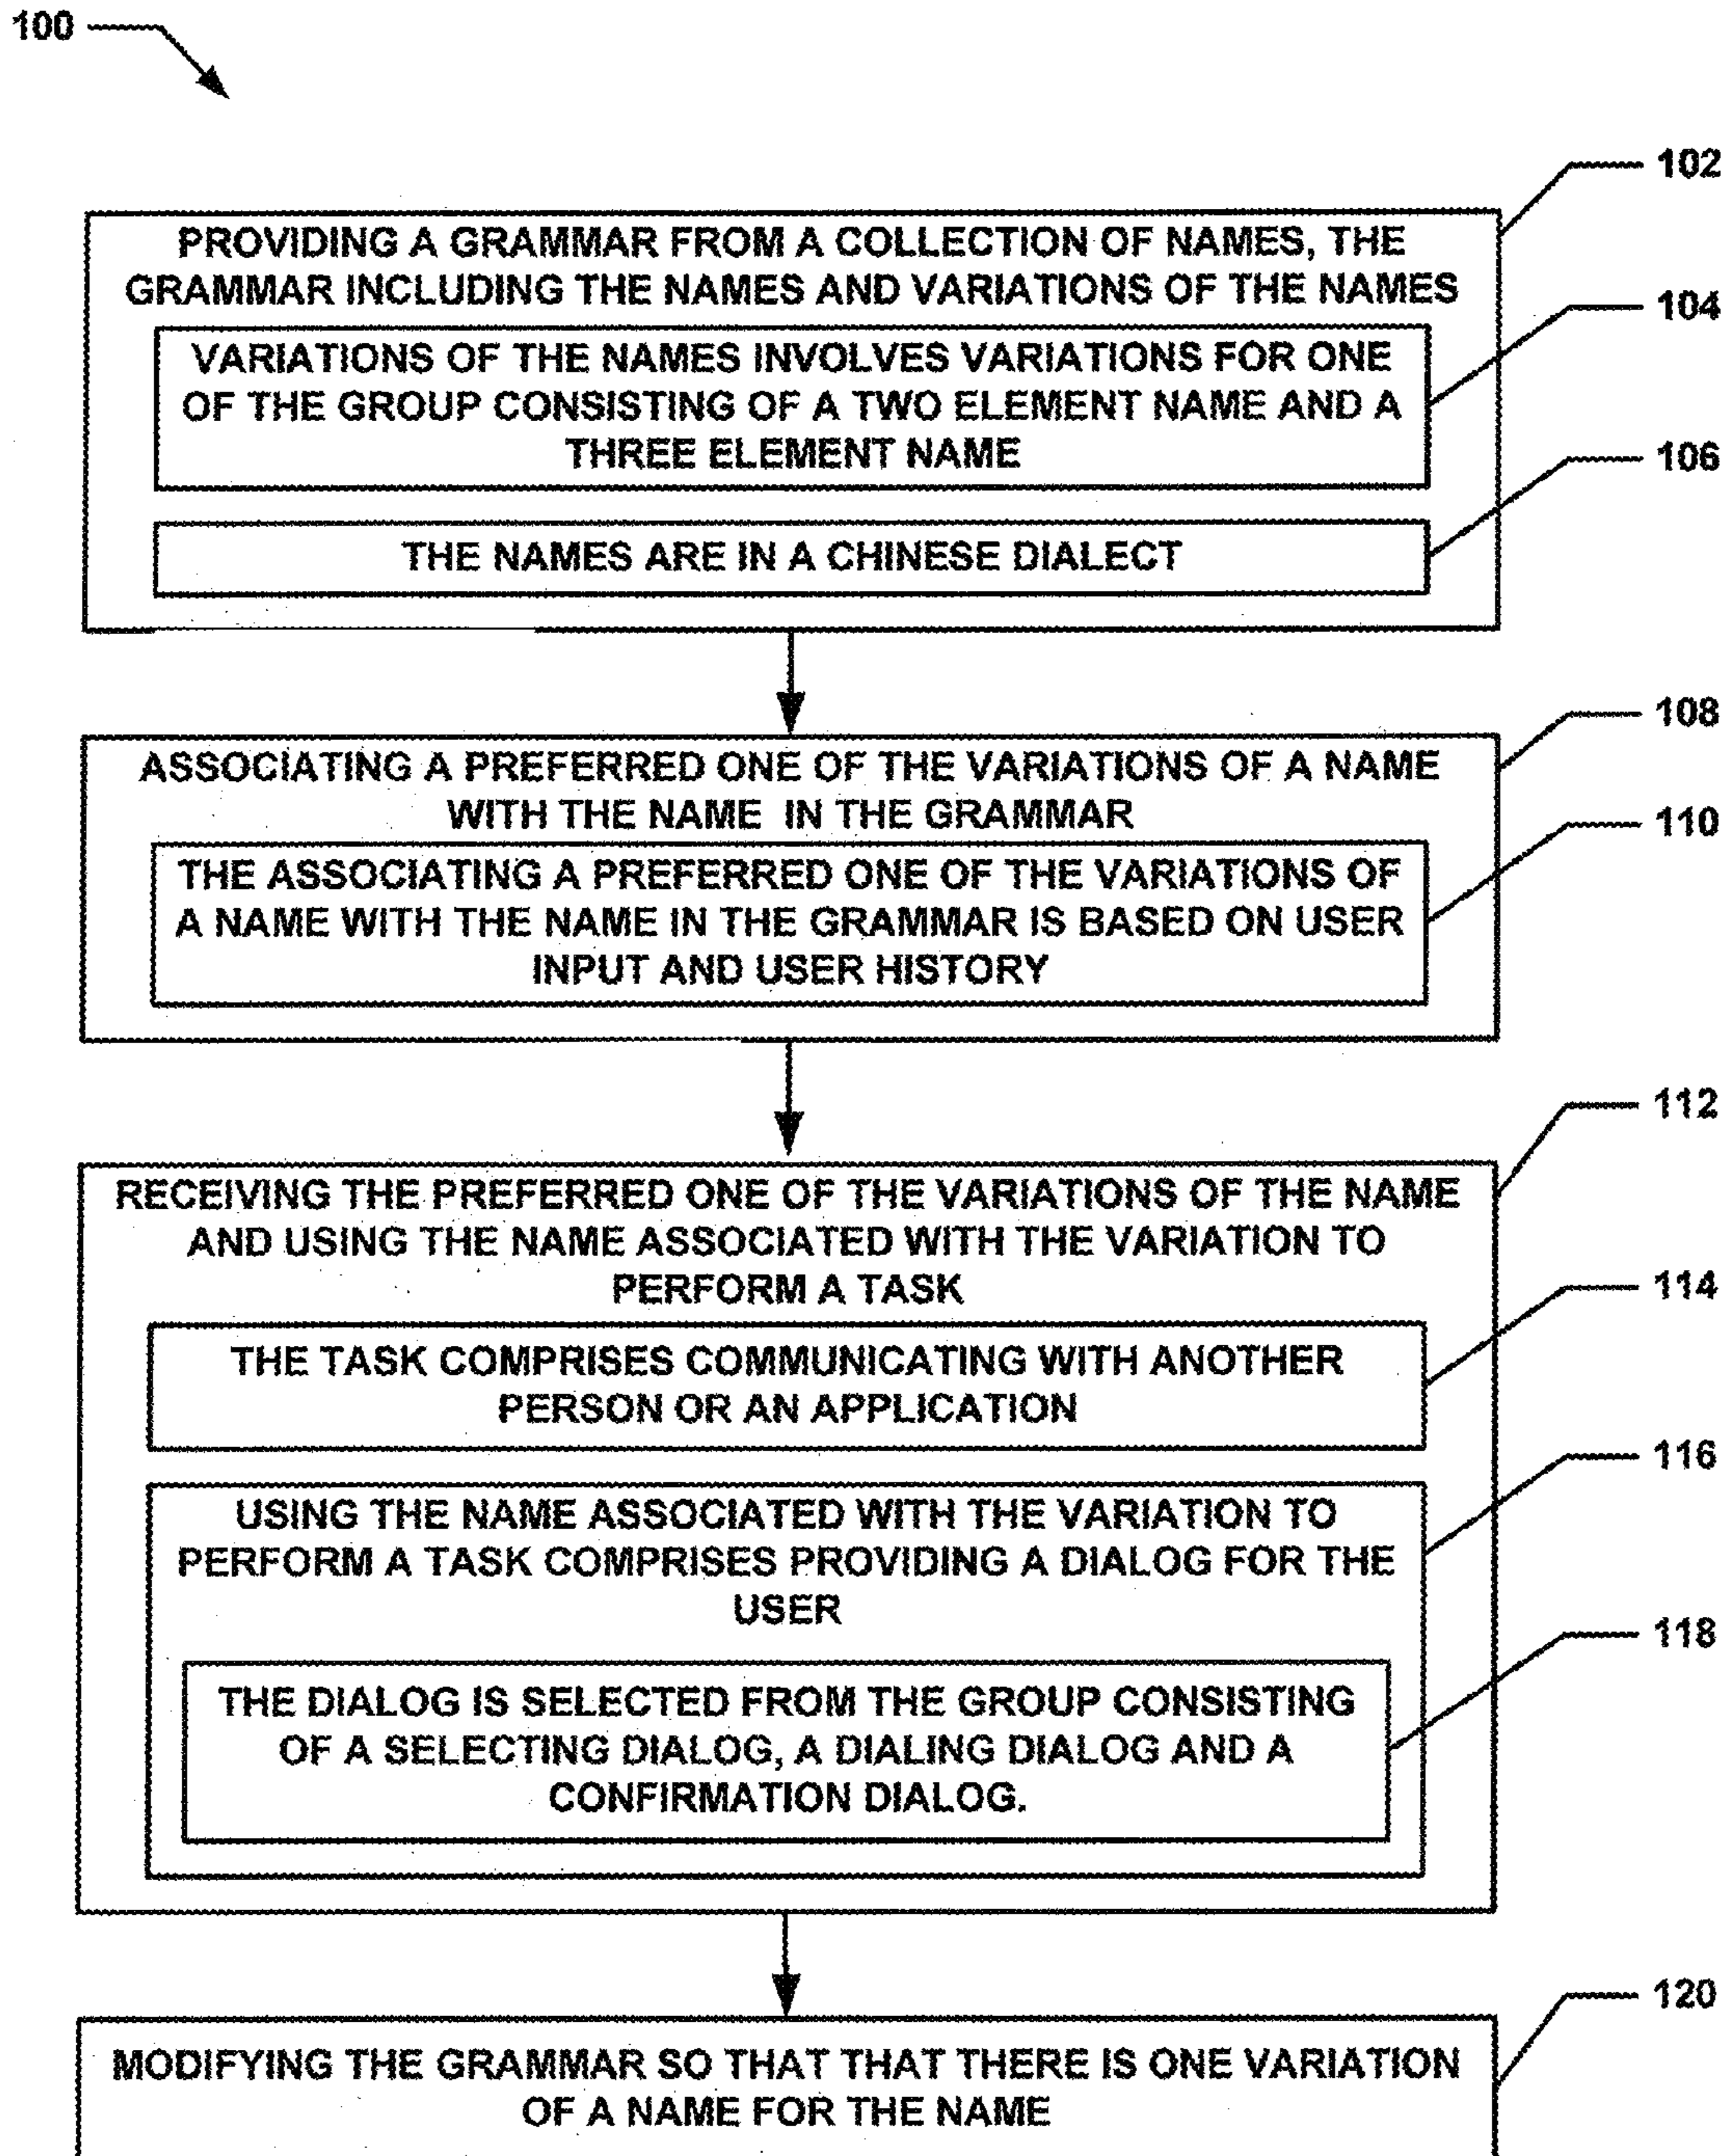 100
102
PROVIDING A GRAMMAR FROM A COLLECTION OF NAMES, THE
GRAMMAR INCLUDING THE NAMES AND VARIATIONS OF THE NAMES
104
VARIATIONS OF THE NAMES INVOLVES VARIATIONS FOR ONE
OF THE GROUP CONSISTING OF A TWO ELEMENT NAME AND A
THREE ELEMENT NAME
106
THE NAMES ARE IN A CHINESE DIALECT
108
ASSOCIATING A PREFERRED ONE OF THE VARIATIONS OF A NAME
WITH THE NAME IN THE GRAMMAR
110
THE ASSOCIATING A PREFERRED ONE OF THE VARIATIONS OF
A NAME WITH THE NAME IN THE GRAMMAR IS BASED ON USER
INPUT AND USER HISTORY
112
RECEIVING THE PREFERRED ONE OF THE VARIATIONS OF THE NAME
AND USING THE NAME ASSOCIATED WITH THE VARIATION TO
PERFORM A TASK
114
THE TASK COMPRISES COMMUNICATING WITH ANOTHER
PERSON OR AN APPLICATION
116
USING THE NAME ASSOCIATED WITH THE VARIATION TO
PERFORM A TASK COMPRISES PROVIDING A DIALOG FOR THE
USER
118
THE DIALOG IS SELECTED FROM THE GROUP CONSISTING
OF A SELECTING DIALOG, A DIALING DIALOG AND A
CONFIRMATION DIALOG.
120
MODIFYING THE GRAMMAR SO THAT THAT THERE IS ONE VARIATION
OF A NAME FOR THE NAME